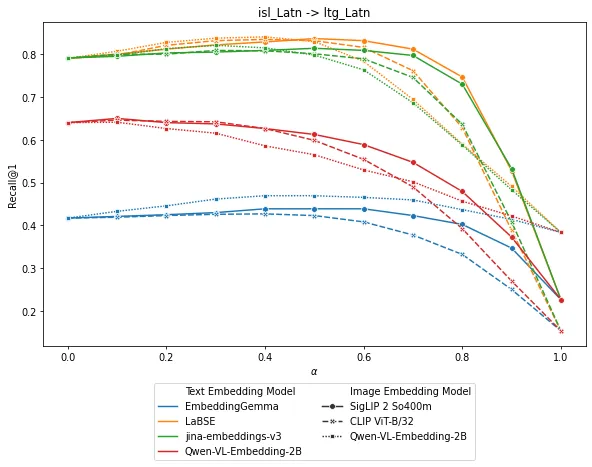 isl_Latn -> ltg_Latn
Recall@1
0.8
0.7
0.6
0.5
0.4
0.3
0.2
0.0 0.2 0.4 0.6 0.8 1.0
α
Text Embedding Model Image Embedding Model
EmbeddingGemma SigLIP 2 So400m
LaBSE CLIP ViT-B/32
jina-embeddings-v3 Qwen-VL-Embedding-2B
Qwen-VL-Embedding-2B